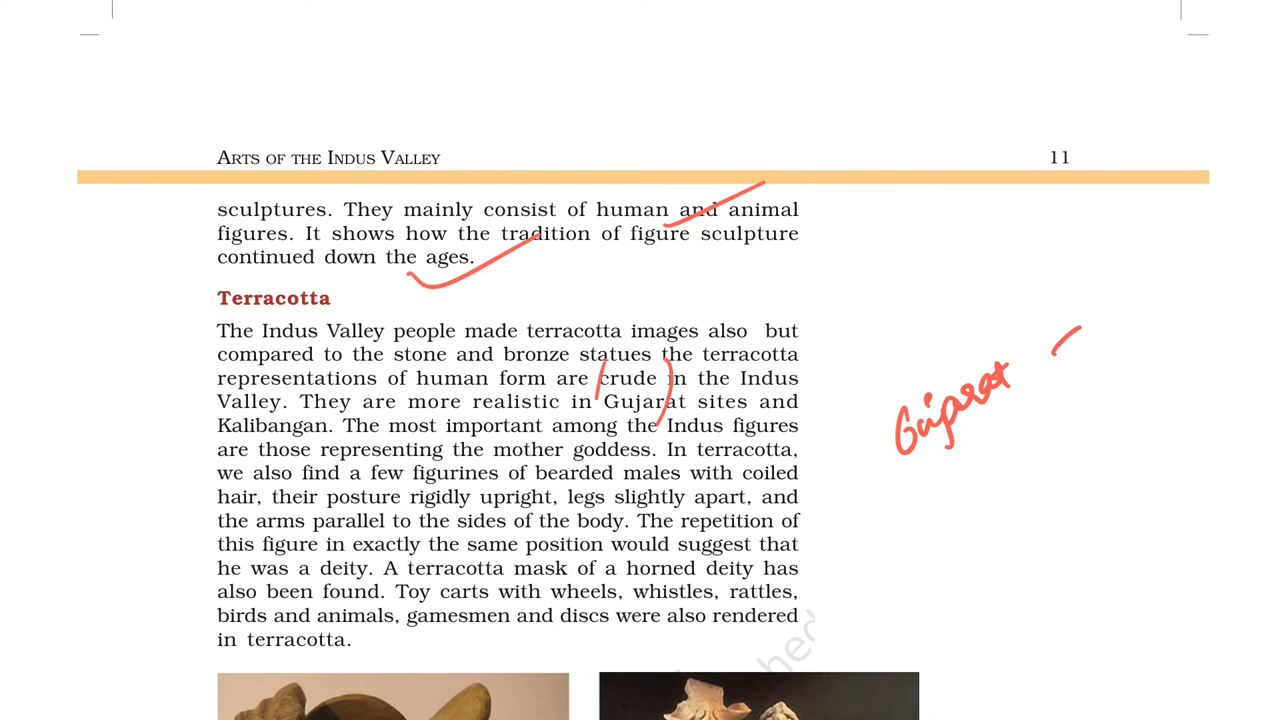 ARTS OF THE INDUS VALLEY 11
sculptures. They mainly consist of human and animal
figures. It shows how the tradition of figure sculpture
continued down the ages.
Terracotta
The Indus Valley people made terracotta images also but
compared to the stone and bronze statues the terracotta
representations of human form are crude in the Indus
Valley. They are more realistic in Gujarat sites and
Kalibangan. The most important among the Indus figures
are those representing the mother goddess. In terracotta,
we also find a few figurines of bearded males with coiled
hair, their posture rigidly upright, legs slightly apart, and
the arms parallel to the sides of the body. The repetition of
this figure in exactly the same position would suggest that
he was a deity. A terracotta mask of a horned deity has
also been found. Toy carts with wheels, whistles, rattles,
birds and animals, gamesmen and discs were also rendered
in terracotta.
Gujarat